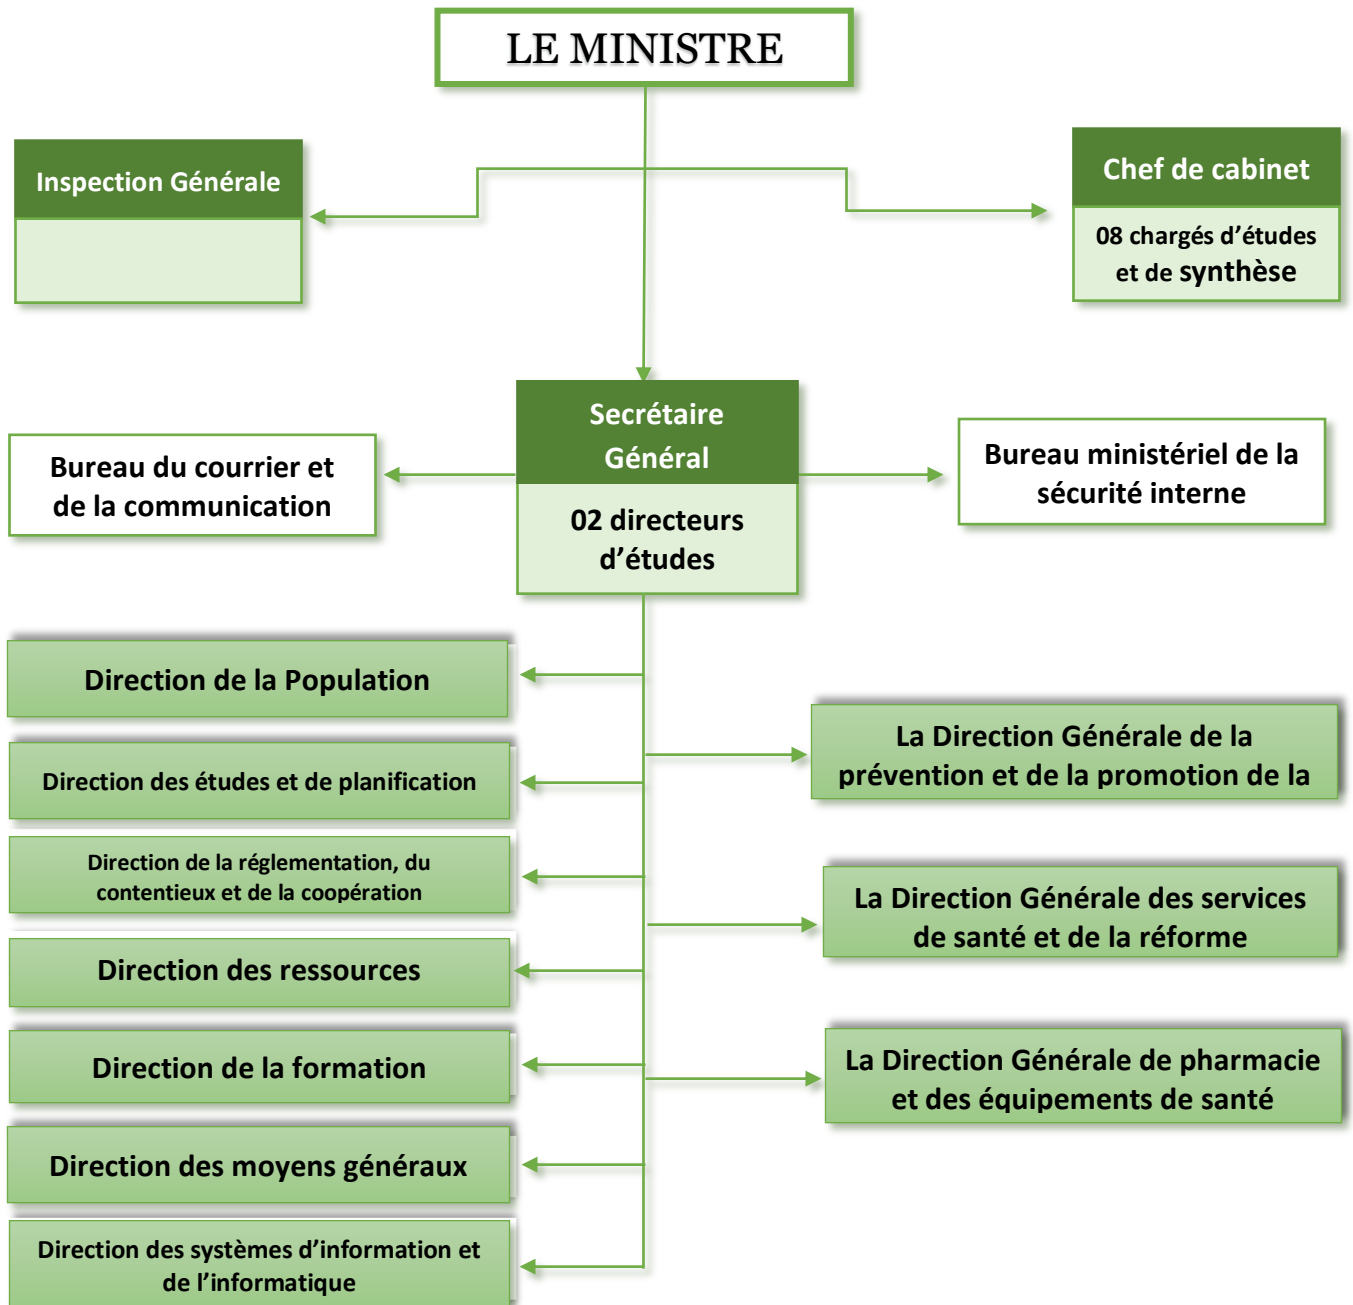 LE MINISTRE
Inspection Générale
Chef de cabinet
08 chargés d’études
et de synthèse
Secrétaire
Général
02 directeurs
d’études
Bureau du courrier et
de la communication
Bureau ministériel de la
sécurité interne
Direction de la Population
Direction des études et de planification
Direction de la réglementation, du
contentieux et de la coopération
Direction des ressources
Direction de la formation
Direction des moyens généraux
Direction des systèmes d’information et
de l’informatique
La Direction Générale de la
prévention et de la promotion de la
La Direction Générale des services
de santé et de la réforme
La Direction Générale de pharmacie
et des équipements de santé